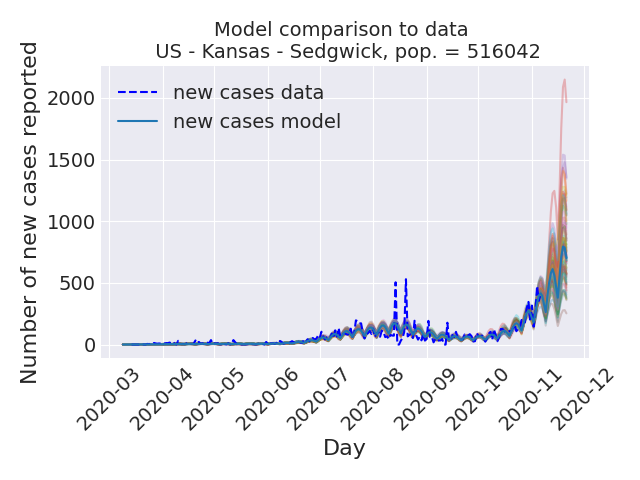 Model comparison to data
US - Kansas - Sedgwick, pop. = 516042
Number of new cases reported
2000
1500
1000
500
0
new cases data
new cases model
2020-03
2020-04
2020-05
2020-06
2020-07
2020-08
2020-09
2020-10
2020-11
2020-12
Day